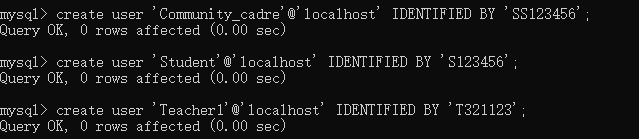 mysql> create user 'Community_cadre'@'localhost' IDENTIFIED BY 'SS123456';
Query OK, 0 rows affected (0.00 sec)
mysql> create user 'Student'@'localhost' IDENTIFIED BY 'S123456';
Query OK, 0 rows affected (0.00 sec)
mysql> create user 'Teacher1'@'localhost' IDENTIFIED BY 'T321123';
Query OK, 0 rows affected (0.00 sec)